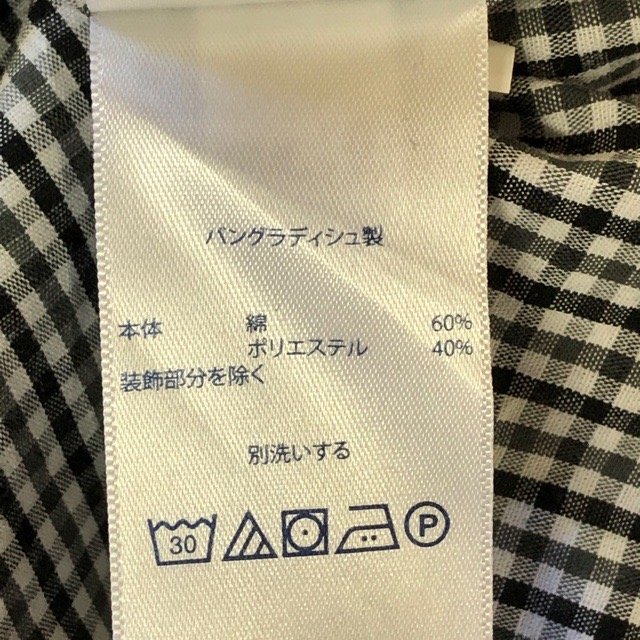 バングラディシュ製
本体 綿 60%
ポリエステル 40%
装飾部分を除く
別洗いする
30 P